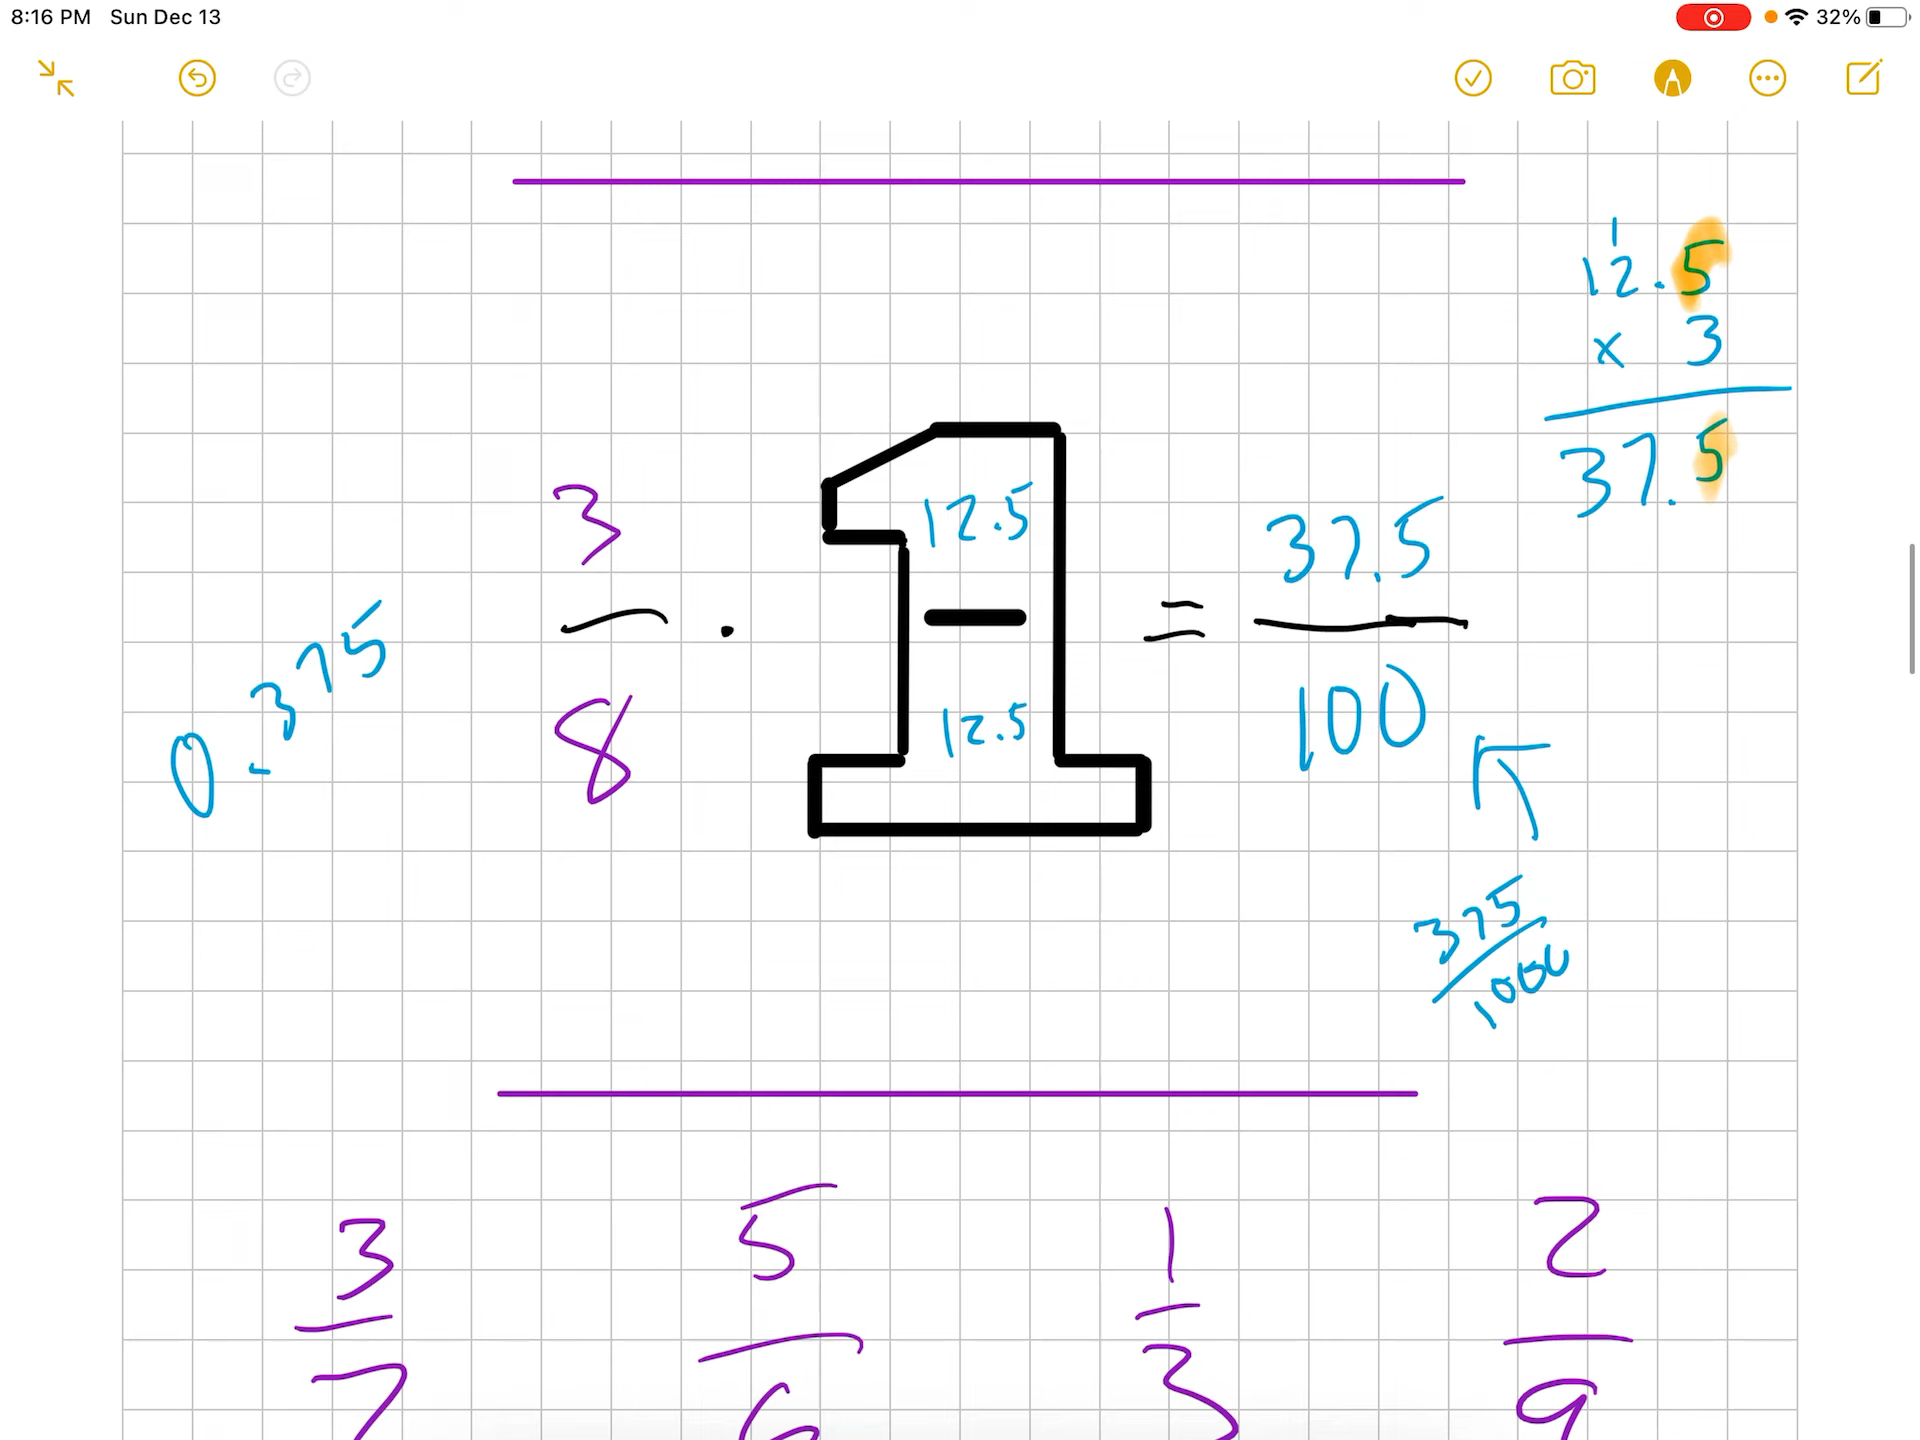 8:16 PM Sun Dec 13
32%
12.5
1
x 3
37.5
3/8 · 12.5/12.5 = 37.5/100
0.375
375/1000
3/7 5/6 1/3 2/9